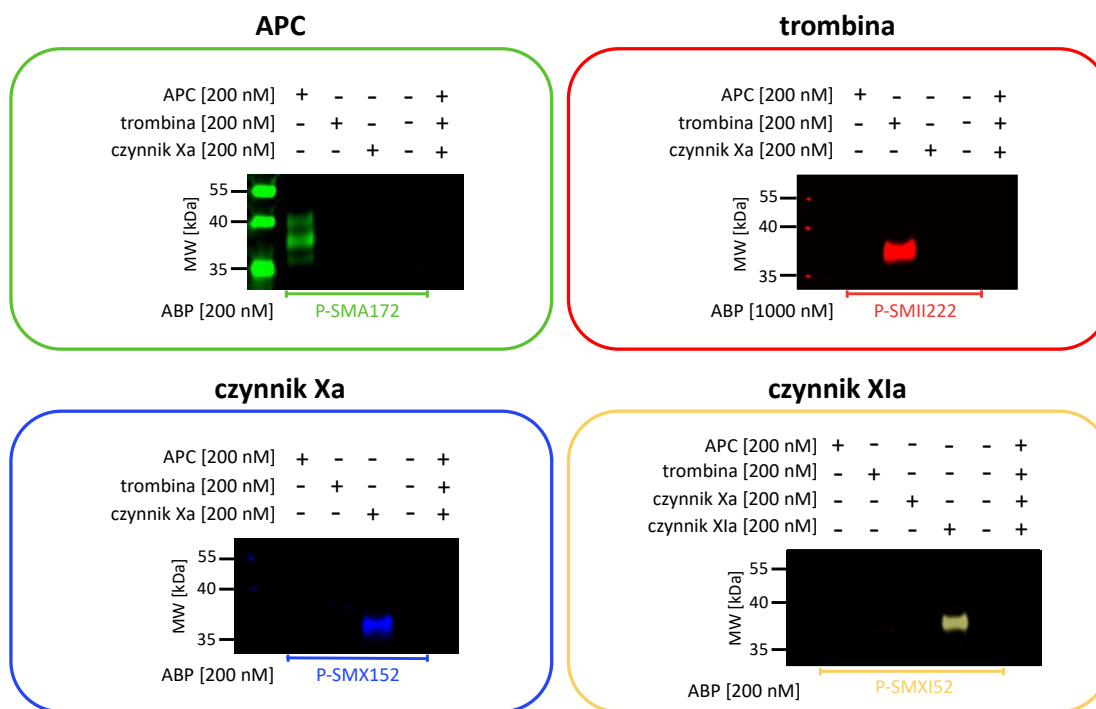 APC
APC [200 nM] + - - - +
trombina [200 nM] - + - - +
czynnik Xa [200 nM] - - + - +
MW [kDa]
55
40
35
ABP [200 nM] P-SMA172
trombina
APC [200 nM] + - - - +
trombina [200 nM] - + - - +
czynnik Xa [200 nM] - - + - +
MW [kDa]
55
40
35
ABP [1000 nM] P-SMII222
czynnik Xa
APC [200 nM] + - - - +
trombina [200 nM] - + - - +
czynnik Xa [200 nM] - - + - +
MW [kDa]
55
40
35
ABP [200 nM] P-SMX152
czynnik XIa
APC [200 nM] + - - - - +
trombina [200 nM] - + - - - +
czynnik Xa [200 nM] - - + - - +
czynnik XIa [200 nM] - - - + - +
MW [kDa]
55
40
35
ABP [200 nM] P-SMXI52